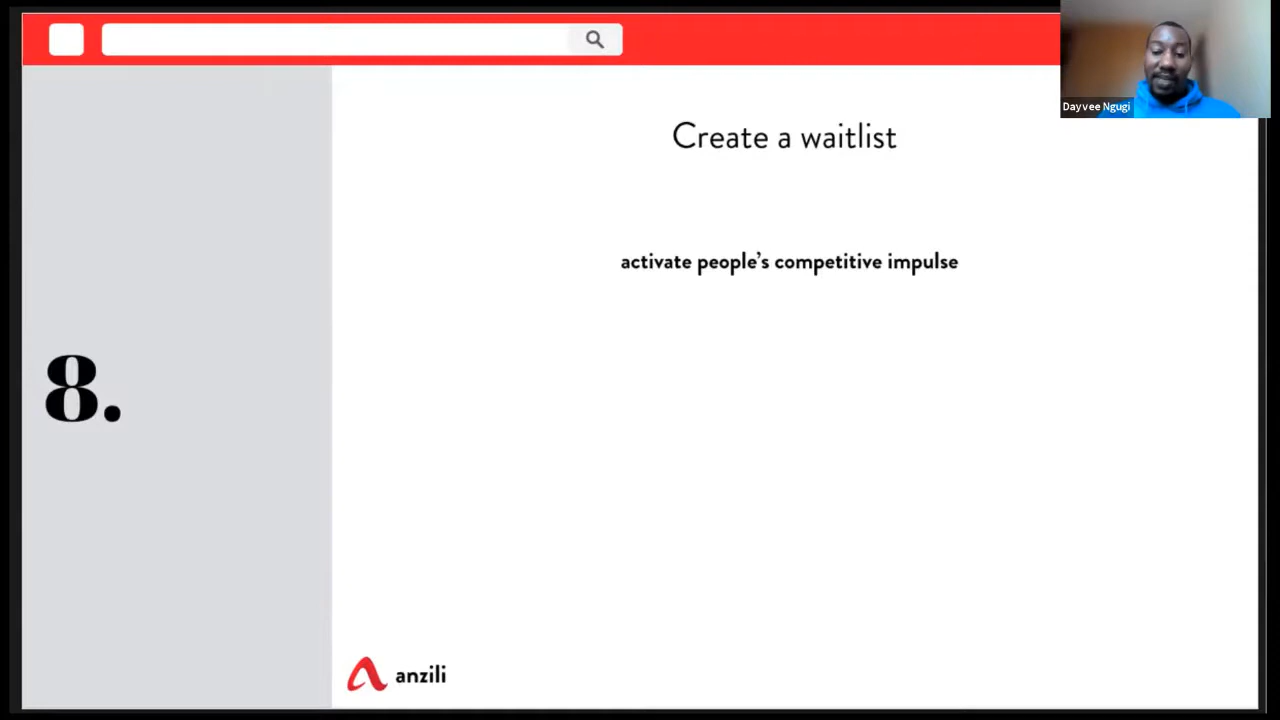 Dayvee Ngugi
Create a waitlist
activate people's competitive impulse
8.
anzili